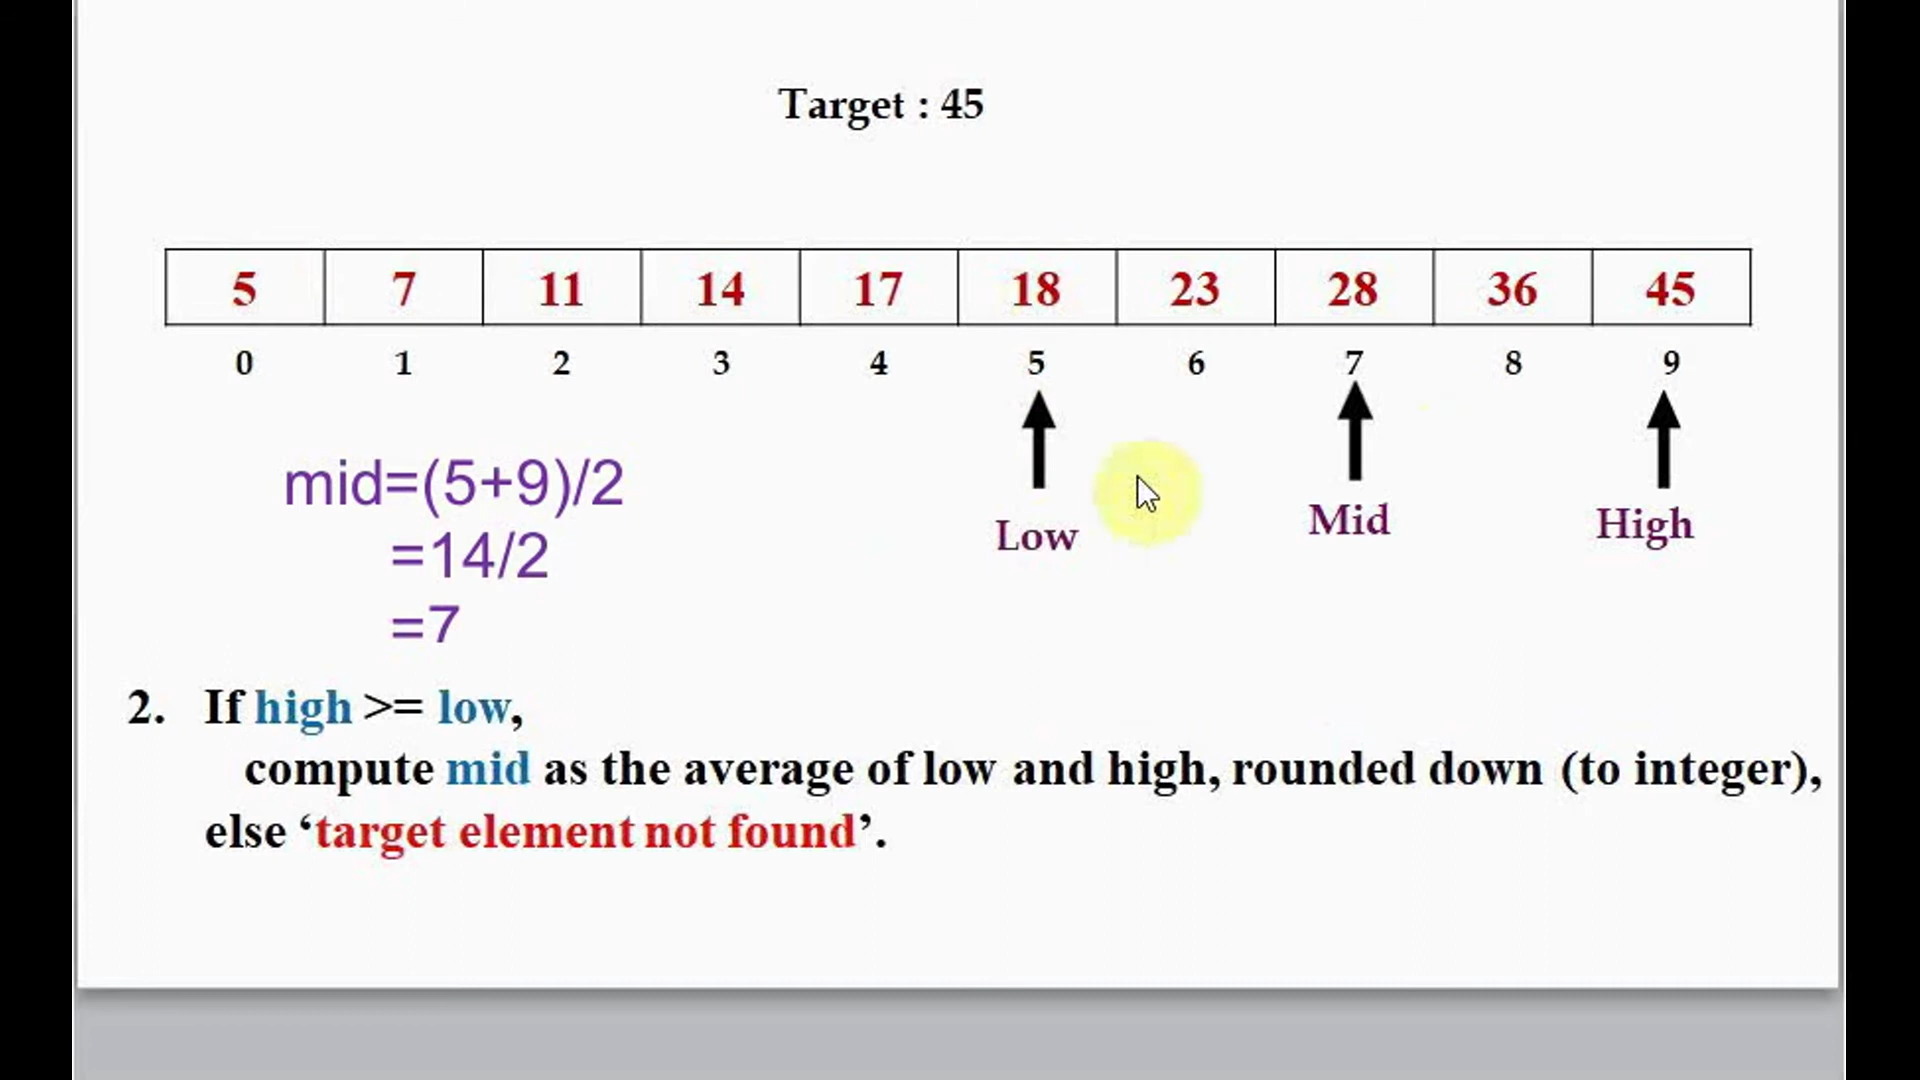 Target : 45
5 7 11 14 17 18 23 28 36 45
0 1 2 3 4 5 6 7 8 9
Low Mid High
mid=(5+9)/2
=14/2
=7
2. If high >= low,
compute mid as the average of low and high, rounded down (to integer),
else ‘target element not found’.